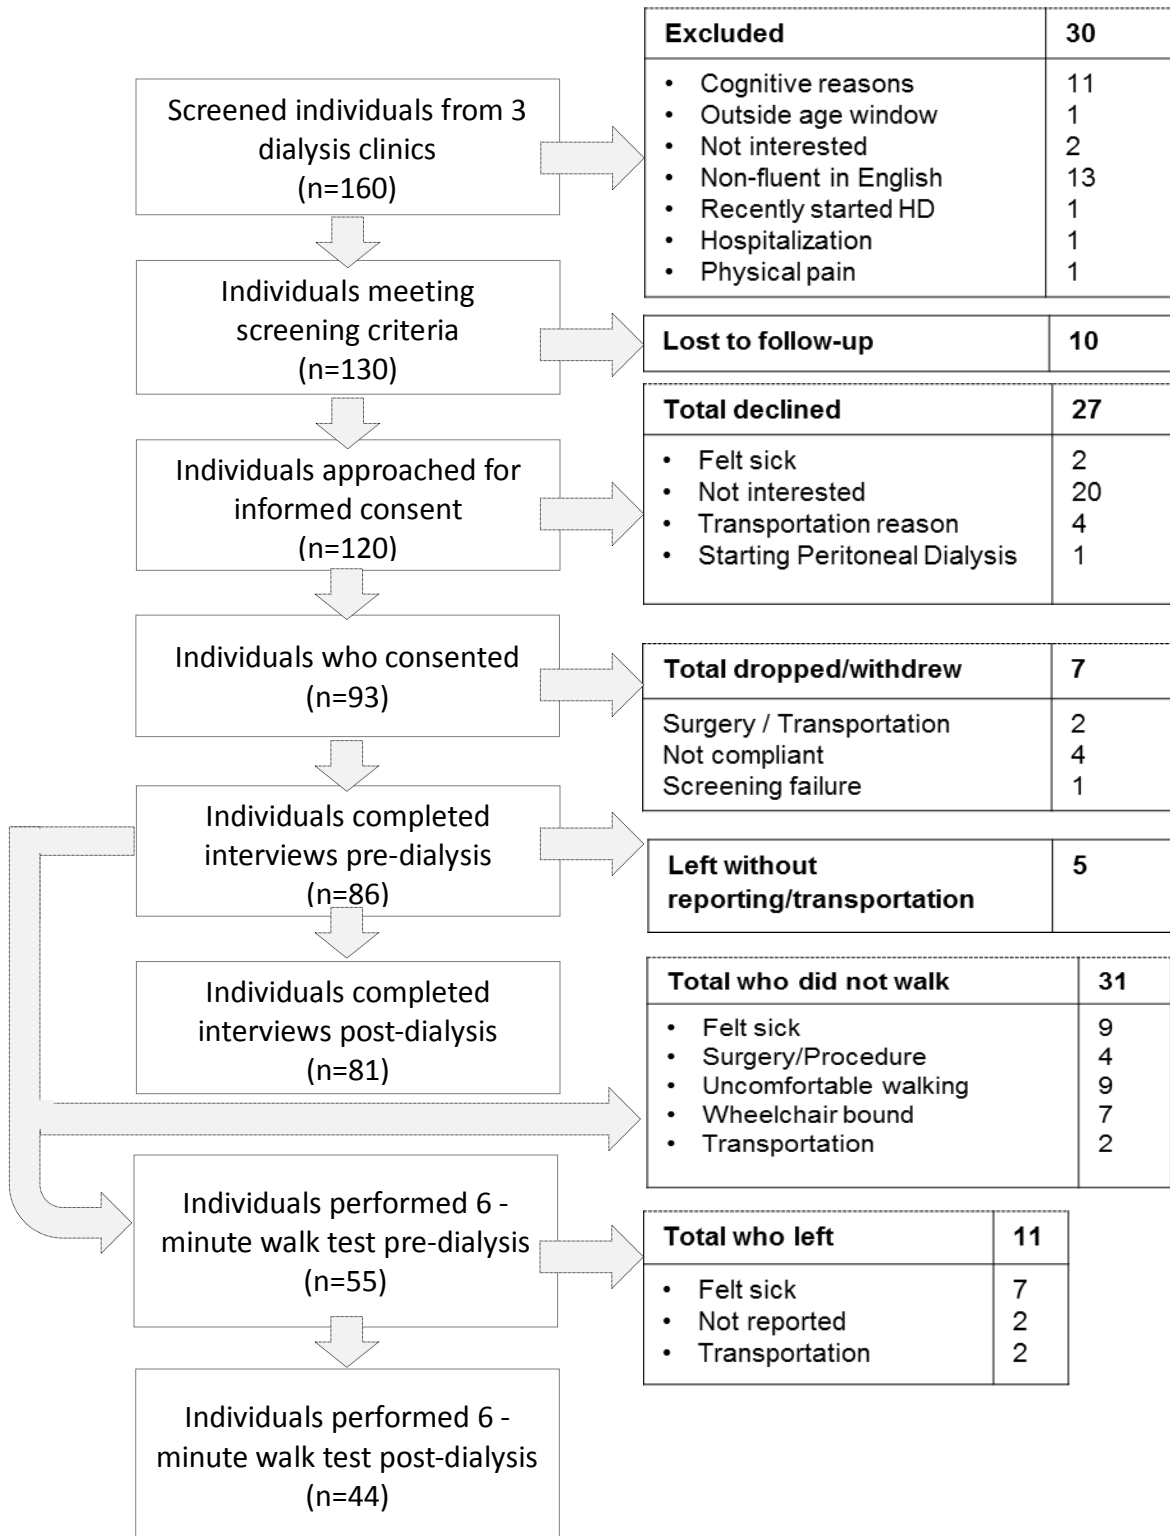 Screened individuals from 3
dialysis clinics
(n=160)
Excluded 30
• Cognitive reasons 11
• Outside age window 1
• Not interested 2
• Non-fluent in English 13
• Recently started HD 1
• Hospitalization 1
• Physical pain 1
Individuals meeting
screening criteria
(n=130)
Lost to follow-up 10
Individuals approached for
informed consent
(n=120)
Total declined 27
• Felt sick 2
• Not interested 20
• Transportation reason 4
• Starting Peritoneal Dialysis 1
Individuals who consented
(n=93)
Total dropped/withdrew 7
Surgery / Transportation 2
Not compliant 4
Screening failure 1
Individuals completed
interviews pre-dialysis
(n=86)
Left without 5
reporting/transportation
Individuals completed
interviews post-dialysis
(n=81)
Total who did not walk 31
• Felt sick 9
• Surgery/Procedure 4
• Uncomfortable walking 9
• Wheelchair bound 7
• Transportation 2
Individuals performed 6 -
minute walk test pre-dialysis
(n=55)
Total who left 11
• Felt sick 7
• Not reported 2
• Transportation 2
Individuals performed 6 -
minute walk test post-dialysis
(n=44)